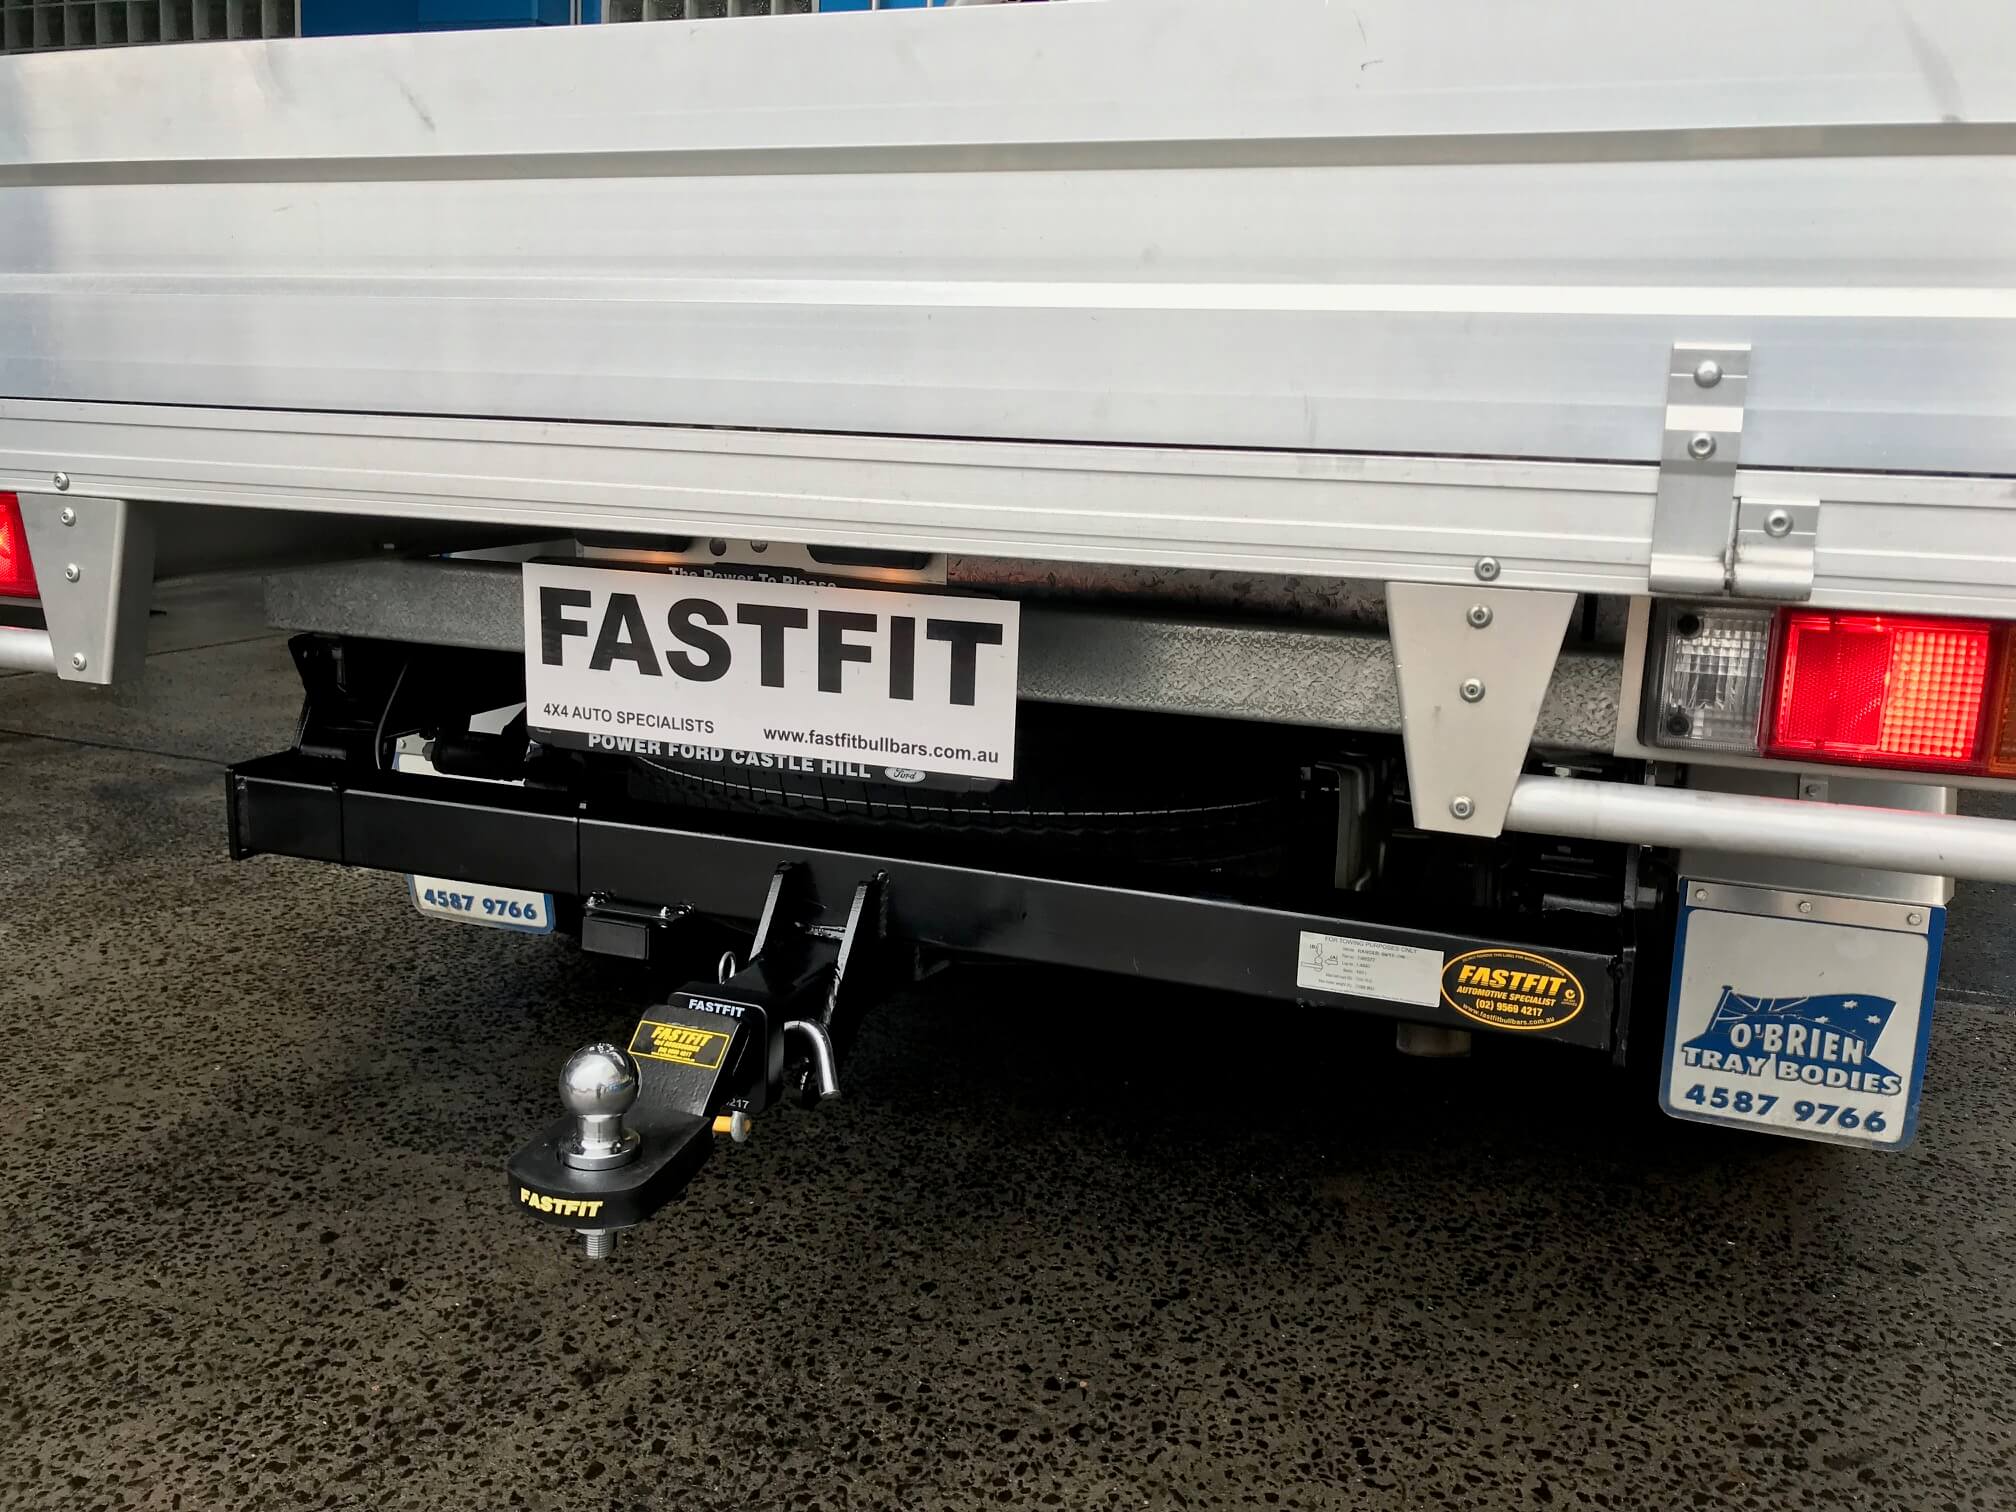 The Power To Please
FASTFIT
4X4 AUTO SPECIALISTS
www.fastfitbullbars.com.au
POWER FORD CASTLE HILL
Ford
4587 9766
FOR TOWING PURPOSES ONLY
FASTFIT
AUTOMOTIVE SPECIALIST
(02) 9569 4217
www.fastfitbullbars.com.au
FASTFIT
FASTFIT
4217
FASTFIT
O'BRIEN
TRAY BODIES
4587 9766